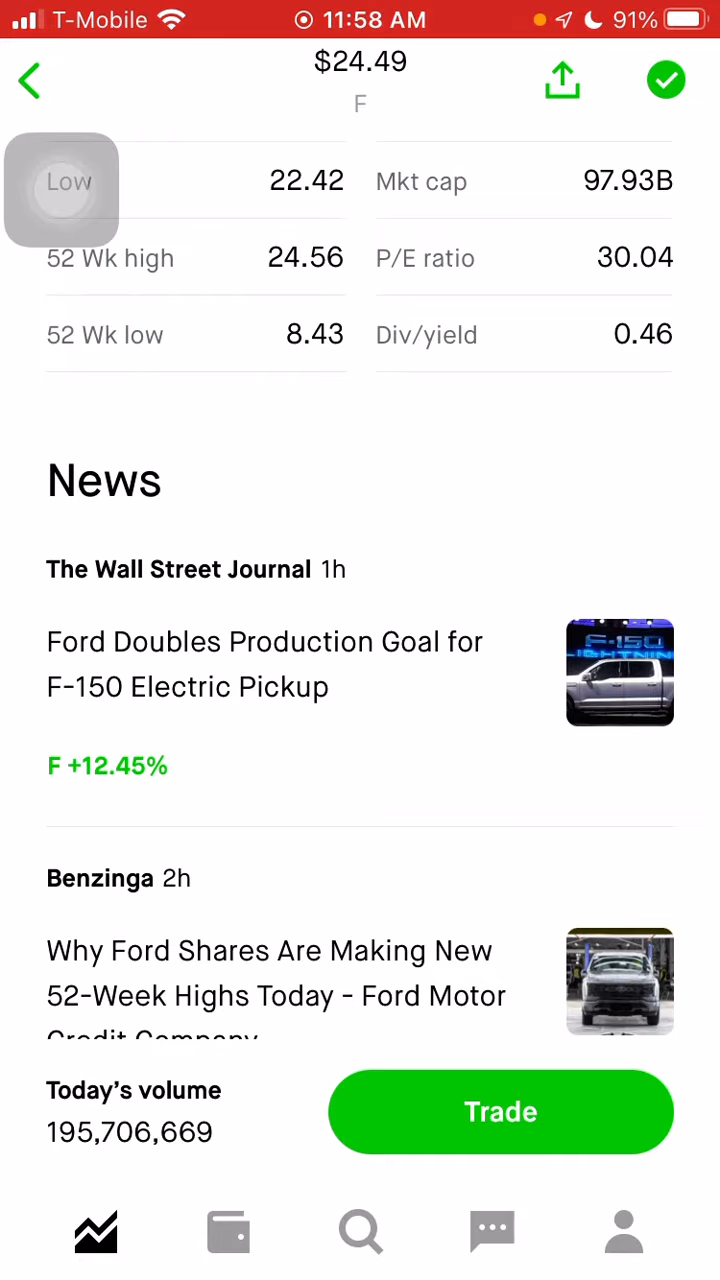 T-Mobile 11:58 AM 91%
$24.49
F
Low 22.42 Mkt cap 97.93B
52 Wk high 24.56 P/E ratio 30.04
52 Wk low 8.43 Div/yield 0.46
News
The Wall Street Journal 1h
Ford Doubles Production Goal for
F-150 Electric Pickup
F-150
LIGHTNING
F +12.45%
Benzinga 2h
Why Ford Shares Are Making New
52-Week Highs Today - Ford Motor
Credit Company
Today's volume
195,706,669
Trade